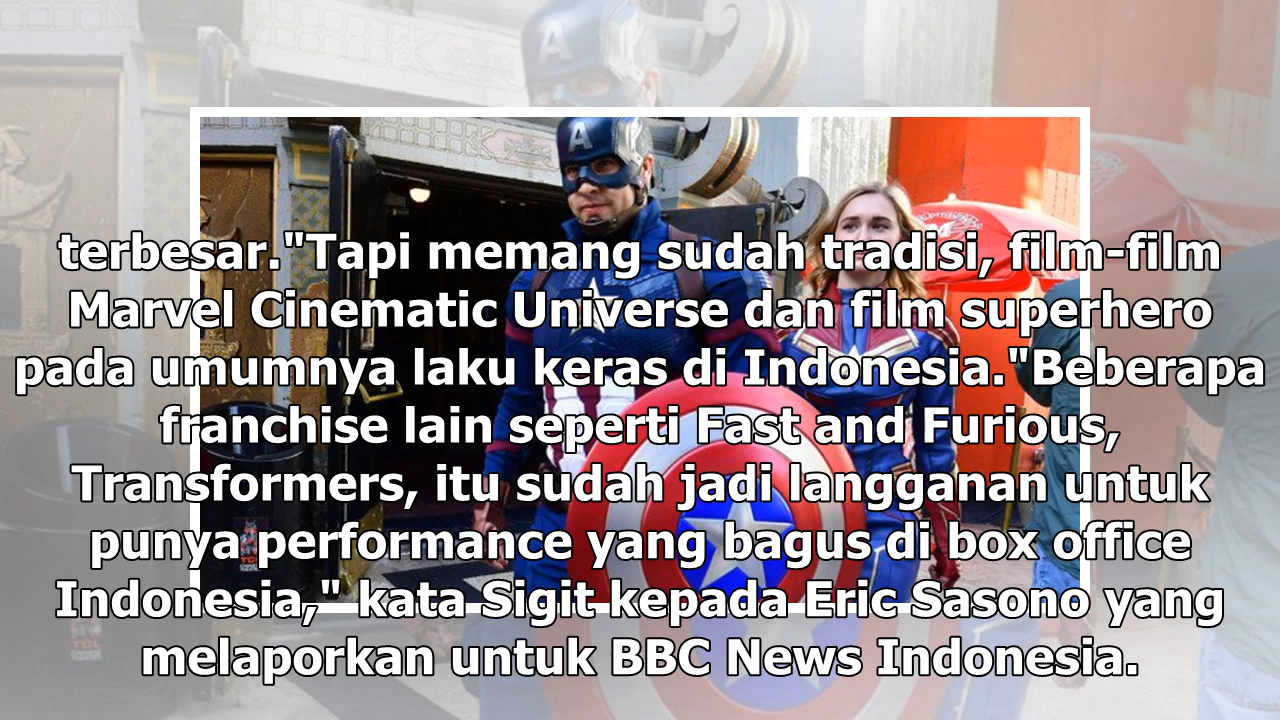 terbesar."Tapi memang sudah tradisi, film-film
Marvel Cinematic Universe dan film superhero
pada umumnya laku keras di Indonesia."Beberapa
franchise lain seperti Fast and Furious,
Transformers, itu sudah jadi langganan untuk
punya performance yang bagus di box office
Indonesia," kata Sigit kepada Eric Sasono yang
melaporkan untuk BBC News Indonesia.
A
TCL